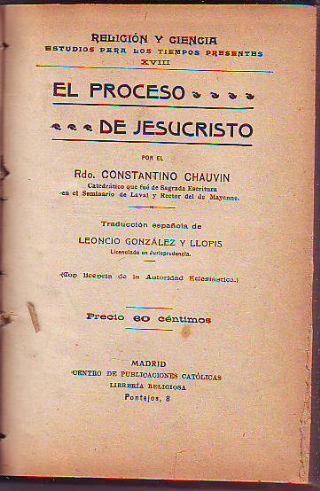 RELIGIÓN Y CIENCIA
ESTUDIOS PARA LOS TIEMPOS PRESENTES
XVIII
EL PROCESO
DE JESUCRISTO
POR EL
Rdo. CONSTANTINO CHAUVIN
Catedrático que fué de Sagrada Escritura
en el Seminario de Laval y Rector del de Mayenne.
Traducción española de
LEONCIO GONZÁLEZ Y LLOPIS
Licenciado en Jurisprudencia.
(Con licencia de la Autoridad Eclesiástica.)
Precio 60 céntimos
MADRID
CENTRO DE PUBLICACIONES CATÓLICAS
LIBRERÍA RELIGIOSA
Pontejos, 8